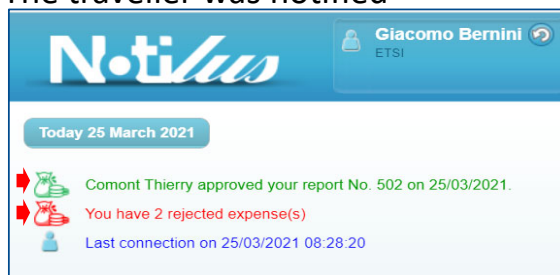 The traveller was notified
Notilus
Giacomo Bernini
ETSI
Today 25 March 2021
Comont Thierry approved your report No. 502 on 25/03/2021.
You have 2 rejected expense(s)
Last connection on 25/03/2021 08:28:20